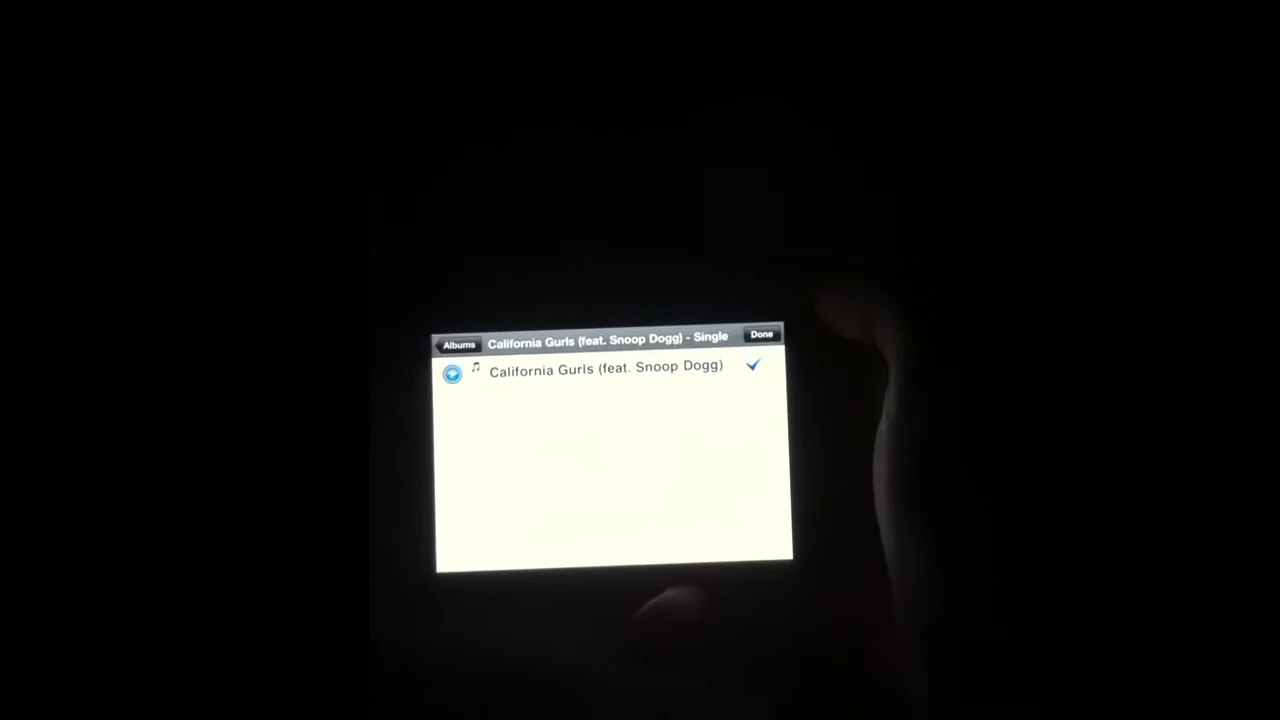 Albums California Gurls (feat. Snoop Dogg) - Single Done
California Gurls (feat. Snoop Dogg)